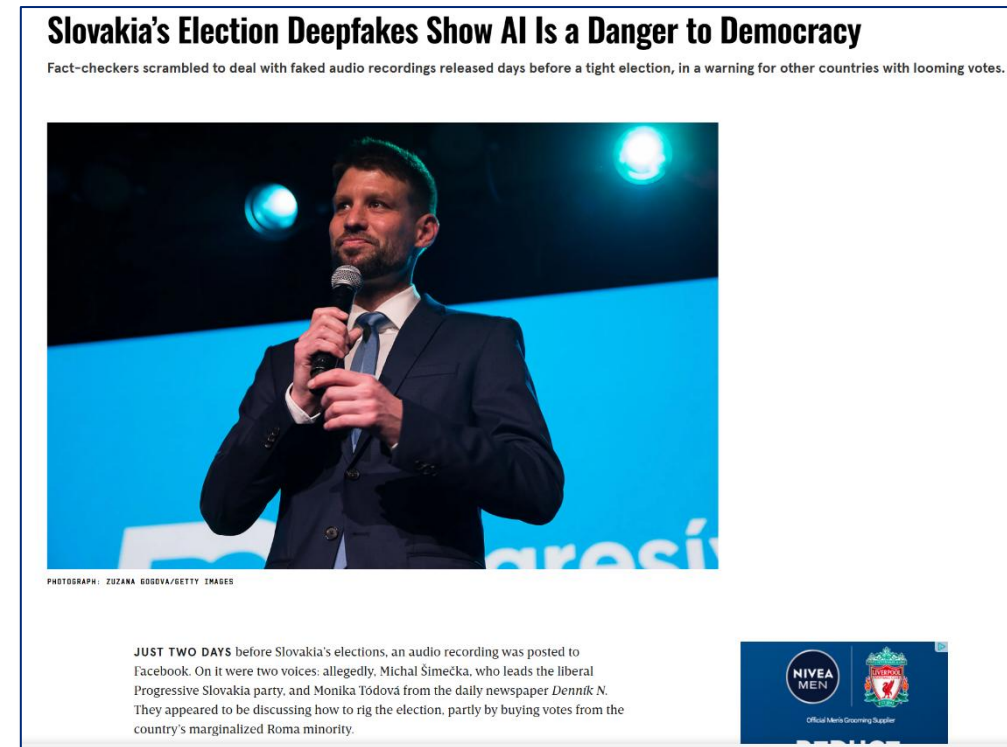 Slovakia’s Election Deepfakes Show AI Is a Danger to Democracy
Fact-checkers scrambled to deal with faked audio recordings released days before a tight election, in a warning for other countries with looming votes.
PHOTOGRAPH: ZUZANA GOGOVA/GETTY IMAGES
JUST TWO DAYS before Slovakia’s elections, an audio recording was posted to
Facebook. On it were two voices: allegedly, Michal Šimečka, who leads the liberal
Progressive Slovakia party, and Monika Tódová from the daily newspaper Denník N.
They appeared to be discussing how to rig the election, partly by buying votes from the
country’s marginalized Roma minority.
NIVEA
MEN
LIVERPOOL
Official Men's Grooming Supplier